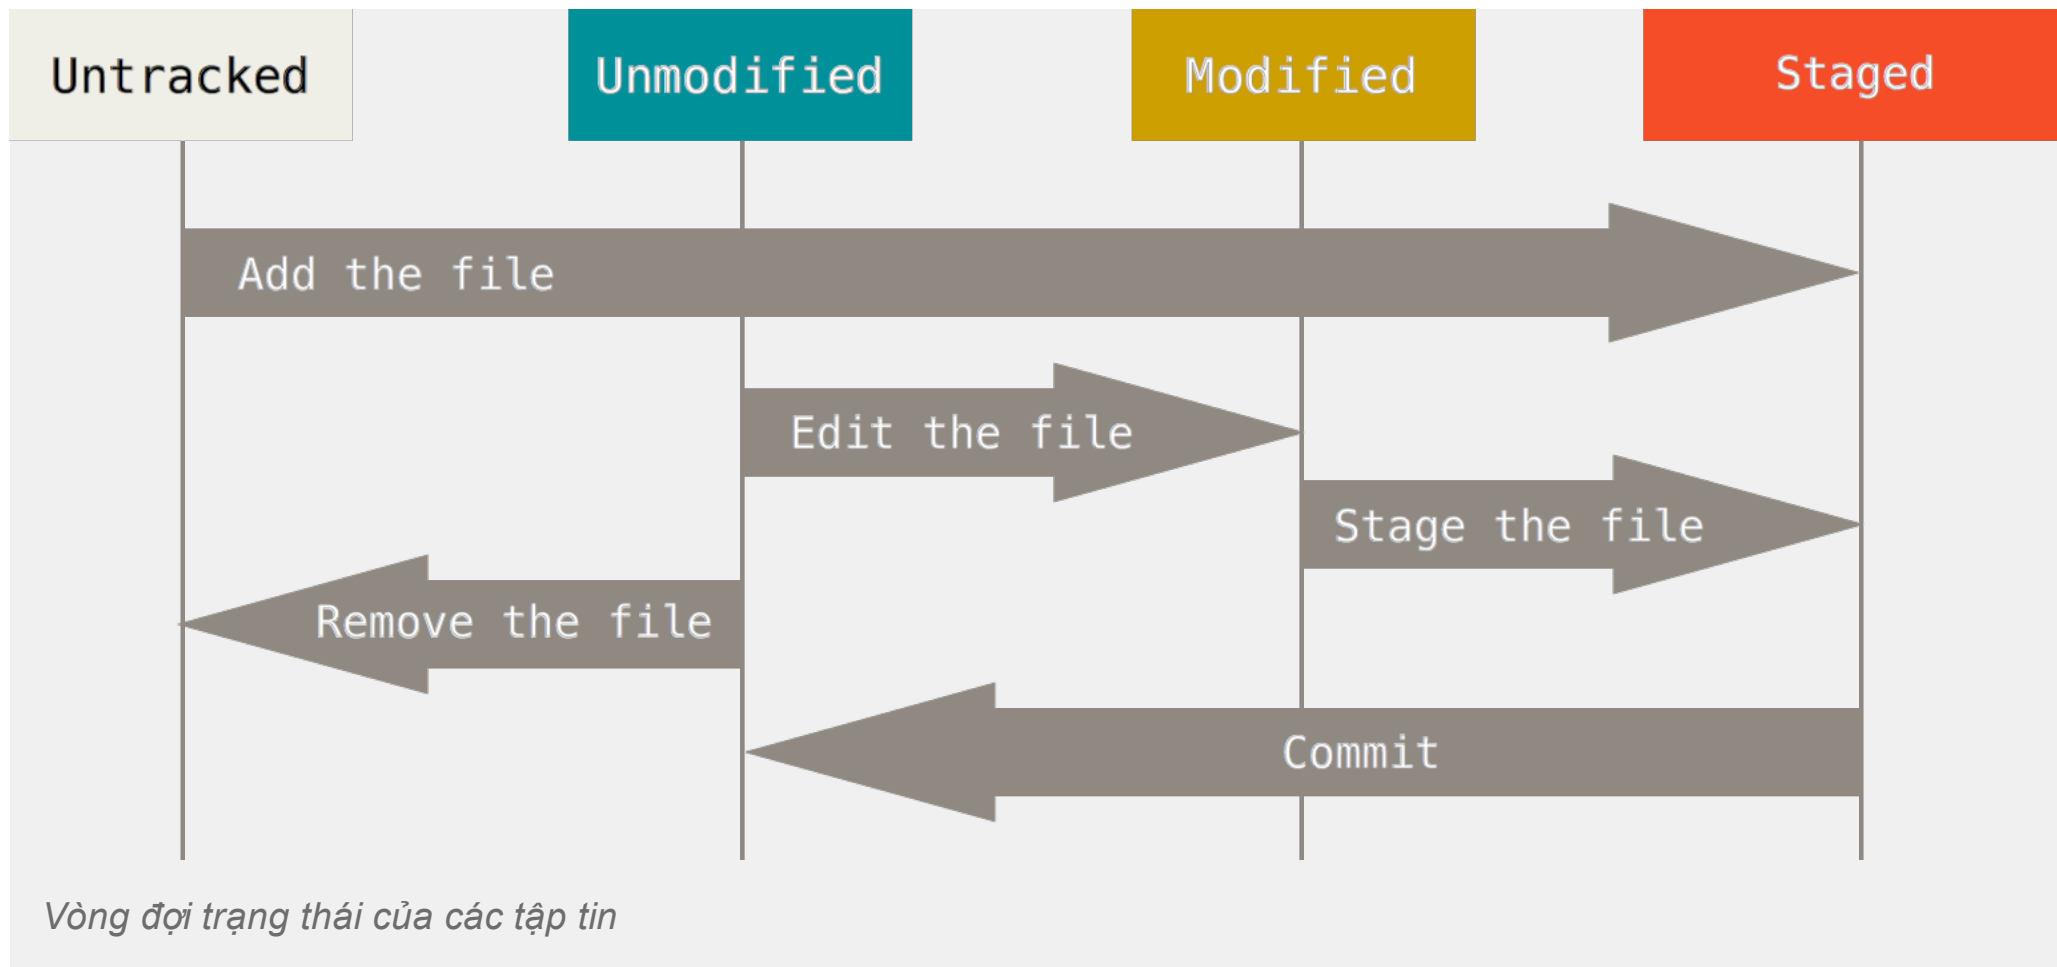 Untracked
Unmodified
Modified
Staged
Add the file
Edit the file
Stage the file
Remove the file
Commit
Vòng đợi trạng thái của các tập tin